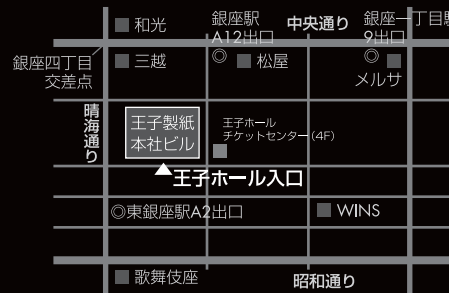 和光
銀座駅
A12出口
◎
中央通り
銀座一丁目駅
9出口
◎
銀座四丁目
交差点
三越
松屋
メルサ
晴海通り
王子製紙
本社ビル
王子ホール
チケットセンター(4F)
王子ホール入口
◎東銀座駅A2出口
WINS
歌舞伎座
昭和通り